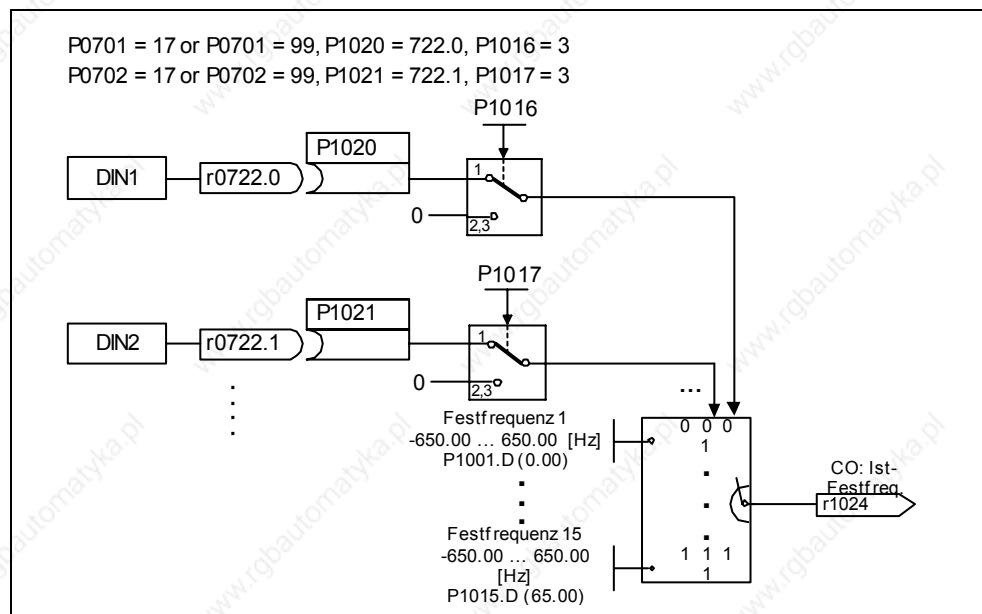 P0701 = 17 or P0701 = 99, P1020 = 722.0, P1016 = 3
P0702 = 17 or P0702 = 99, P1021 = 722.1, P1017 = 3
P1016
P1020
DIN1
r0722.0
1
0
2,3
P1017
P1021
DIN2
r0722.1
1
0
2,3
...
Festfrequenz 1
-650.00 ... 650.00 [Hz]
P1001.D (0.00)
0 0 0
1
CO: Ist-
Festfreq.
r1024
Festfrequenz 15
-650.00 ... 650.00
[Hz]
P1015.D (65.00)
1 1 1
1
www.rgbautomatyka.pl